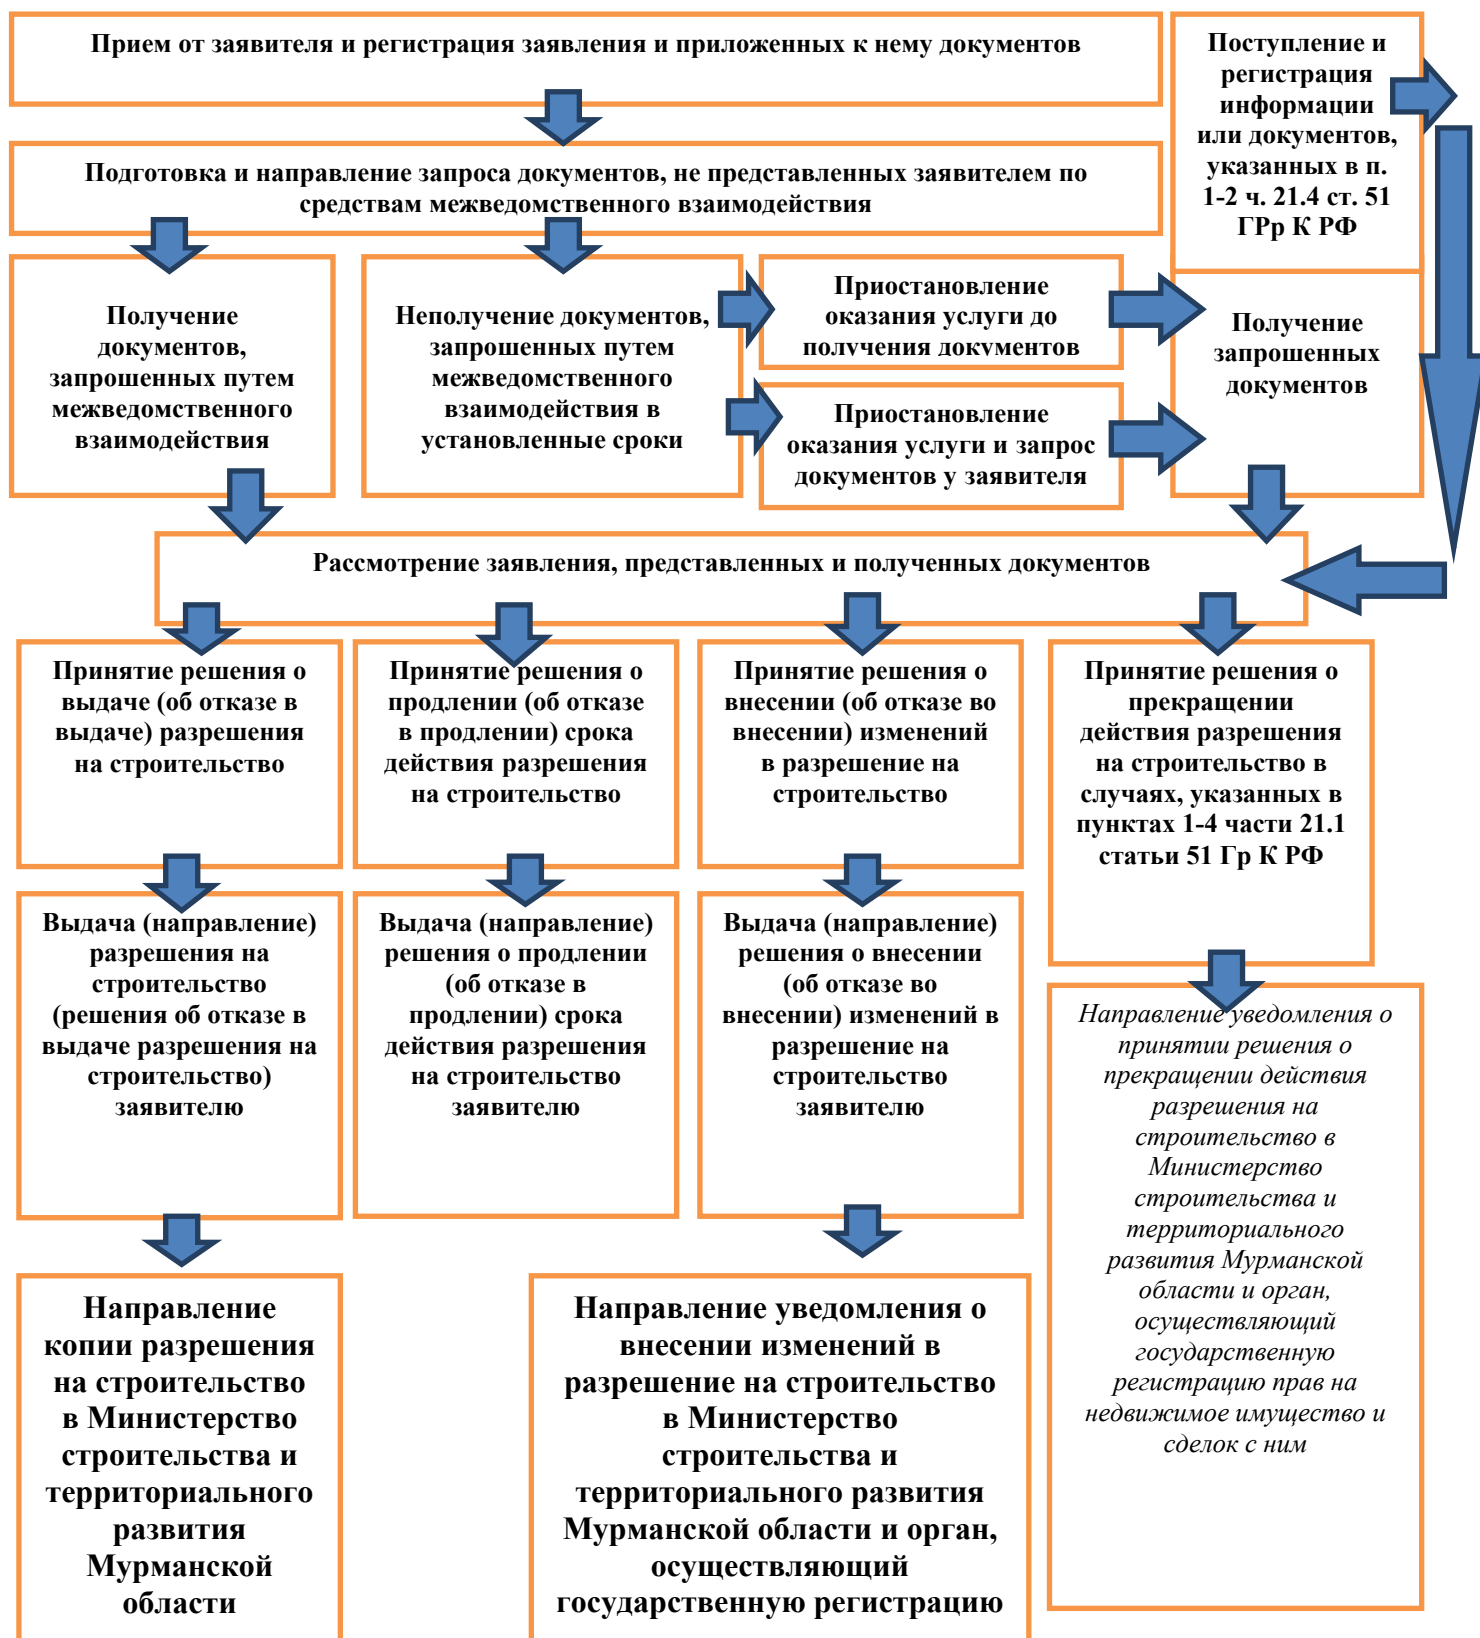 Прием от заявителя и регистрация заявления и приложенных к нему документов
Поступление и
регистрация
информации
или документов,
указанных в п.
1-2 ч. 21.4 ст. 51
ГРр К РФ
Подготовка и направление запроса документов, не представленных заявителем по
средствам межведомственного взаимодействия
Получение
документов,
запрошенных путем
межведомственного
взаимодействия
Неполучение документов,
запрошенных путем
межведомственного
взаимодействия в
установленные сроки
Приостановление
оказания услуги до
получения документов
Приостановление
оказания услуги и запрос
документов у заявителя
Получение
запрошенных
документов
Рассмотрение заявления, представленных и полученных документов
Принятие решения о
выдаче (об отказе в
выдаче) разрешения
на строительство
Принятие решения о
продлении (об отказе
в продлении) срока
действия разрешения
на строительство
Принятие решения о
внесении (об отказе во
внесении) изменений
в разрешение на
строительство
Принятие решения о
прекращении
действия разрешения
на строительство в
случаях, указанных в
пунктах 1-4 части 21.1
статьи 51 Гр К РФ
Выдача (направление)
разрешения на
строительство
(решения об отказе в
выдаче разрешения на
строительство)
заявителю
Выдача (направление)
решения о продлении
(об отказе в
продлении) срока
действия разрешения
на строительство
заявителю
Выдача (направление)
решения о внесении
(об отказе во
внесении) изменений в
разрешение на
строительство
заявителю
Направление уведомления о
принятии решения о
прекращении действия
разрешения на
строительство в
Министерство
строительства и
территориального
развития Мурманской
области и орган,
осуществляющий
государственную
регистрацию прав на
недвижимое имущество и
сделок с ним
Направление
копии разрешения
на строительство
в Министерство
строительства и
территориального
развития
Мурманской
области
Направление уведомления о
внесении изменений в
разрешение на строительство
в Министерство
строительства и
территориального развития
Мурманской области и орган,
осуществляющий
государственную регистрацию